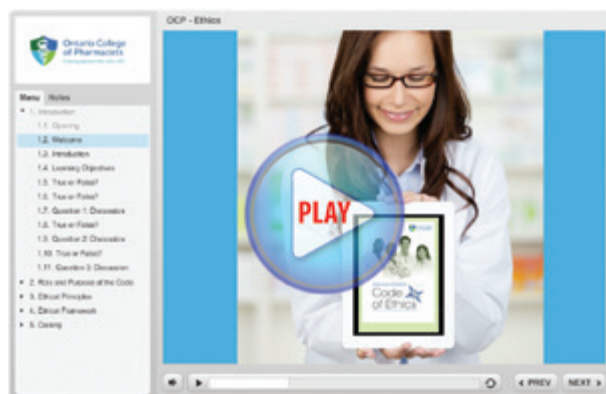 OCP - Ethics
Ontario College
of Pharmacists
Menu Notes
1. Introduction
1.1. Opening
1.2. Welcome
1.3. Introduction
1.4. Learning Objectives
1.5. True or False?
1.6. True or False?
1.7. Question 1: Discussion
1.8. True or False?
1.9. Question 2: Discussion
1.10. True or False?
1.11. Question 3: Discussion
2. Role and Purpose of the Code
3. Ethical Principles
4. Ethical Framework
5. Closing
PLAY
Code
of Ethics
PREV NEXT